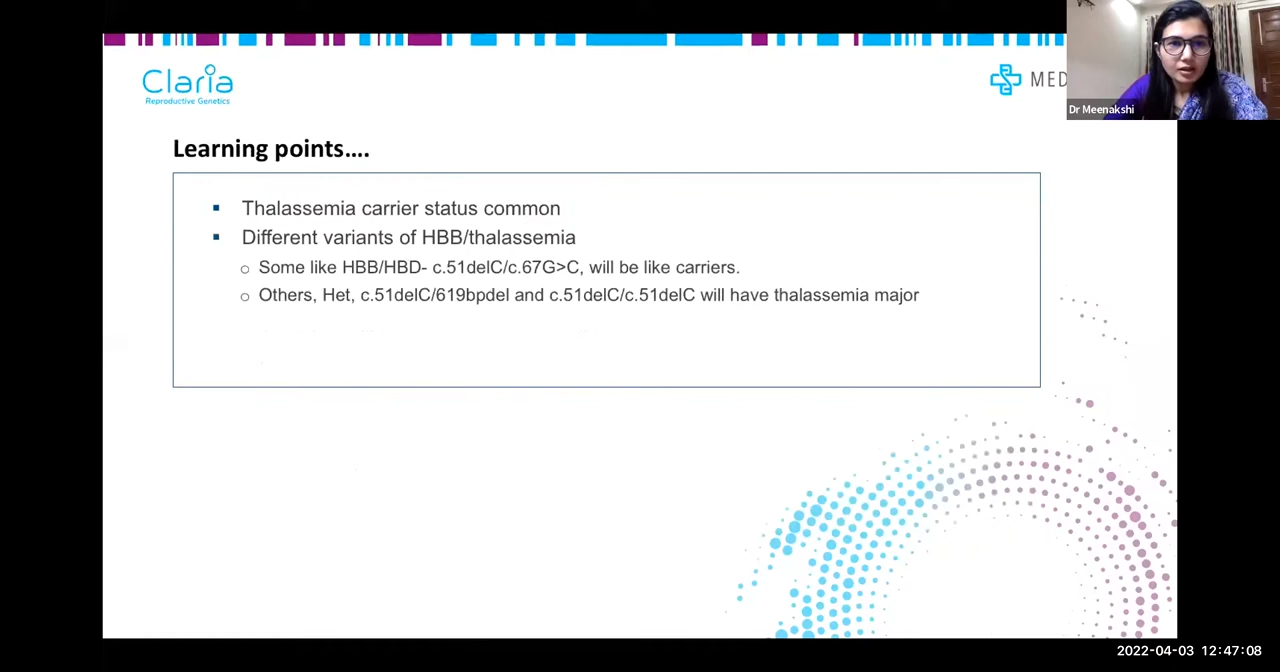 Claria
Reproductive Genetics
MED
Dr Meenakshi
Learning points....
Thalassemia carrier status common
Different variants of HBB/thalassemia
Some like HBB/HBD- c.51delC/c.67G>C, will be like carriers.
Others, Het, c.51delC/619bpdel and c.51delC/c.51delC will have thalassemia major
2022-04-03 12:47:08